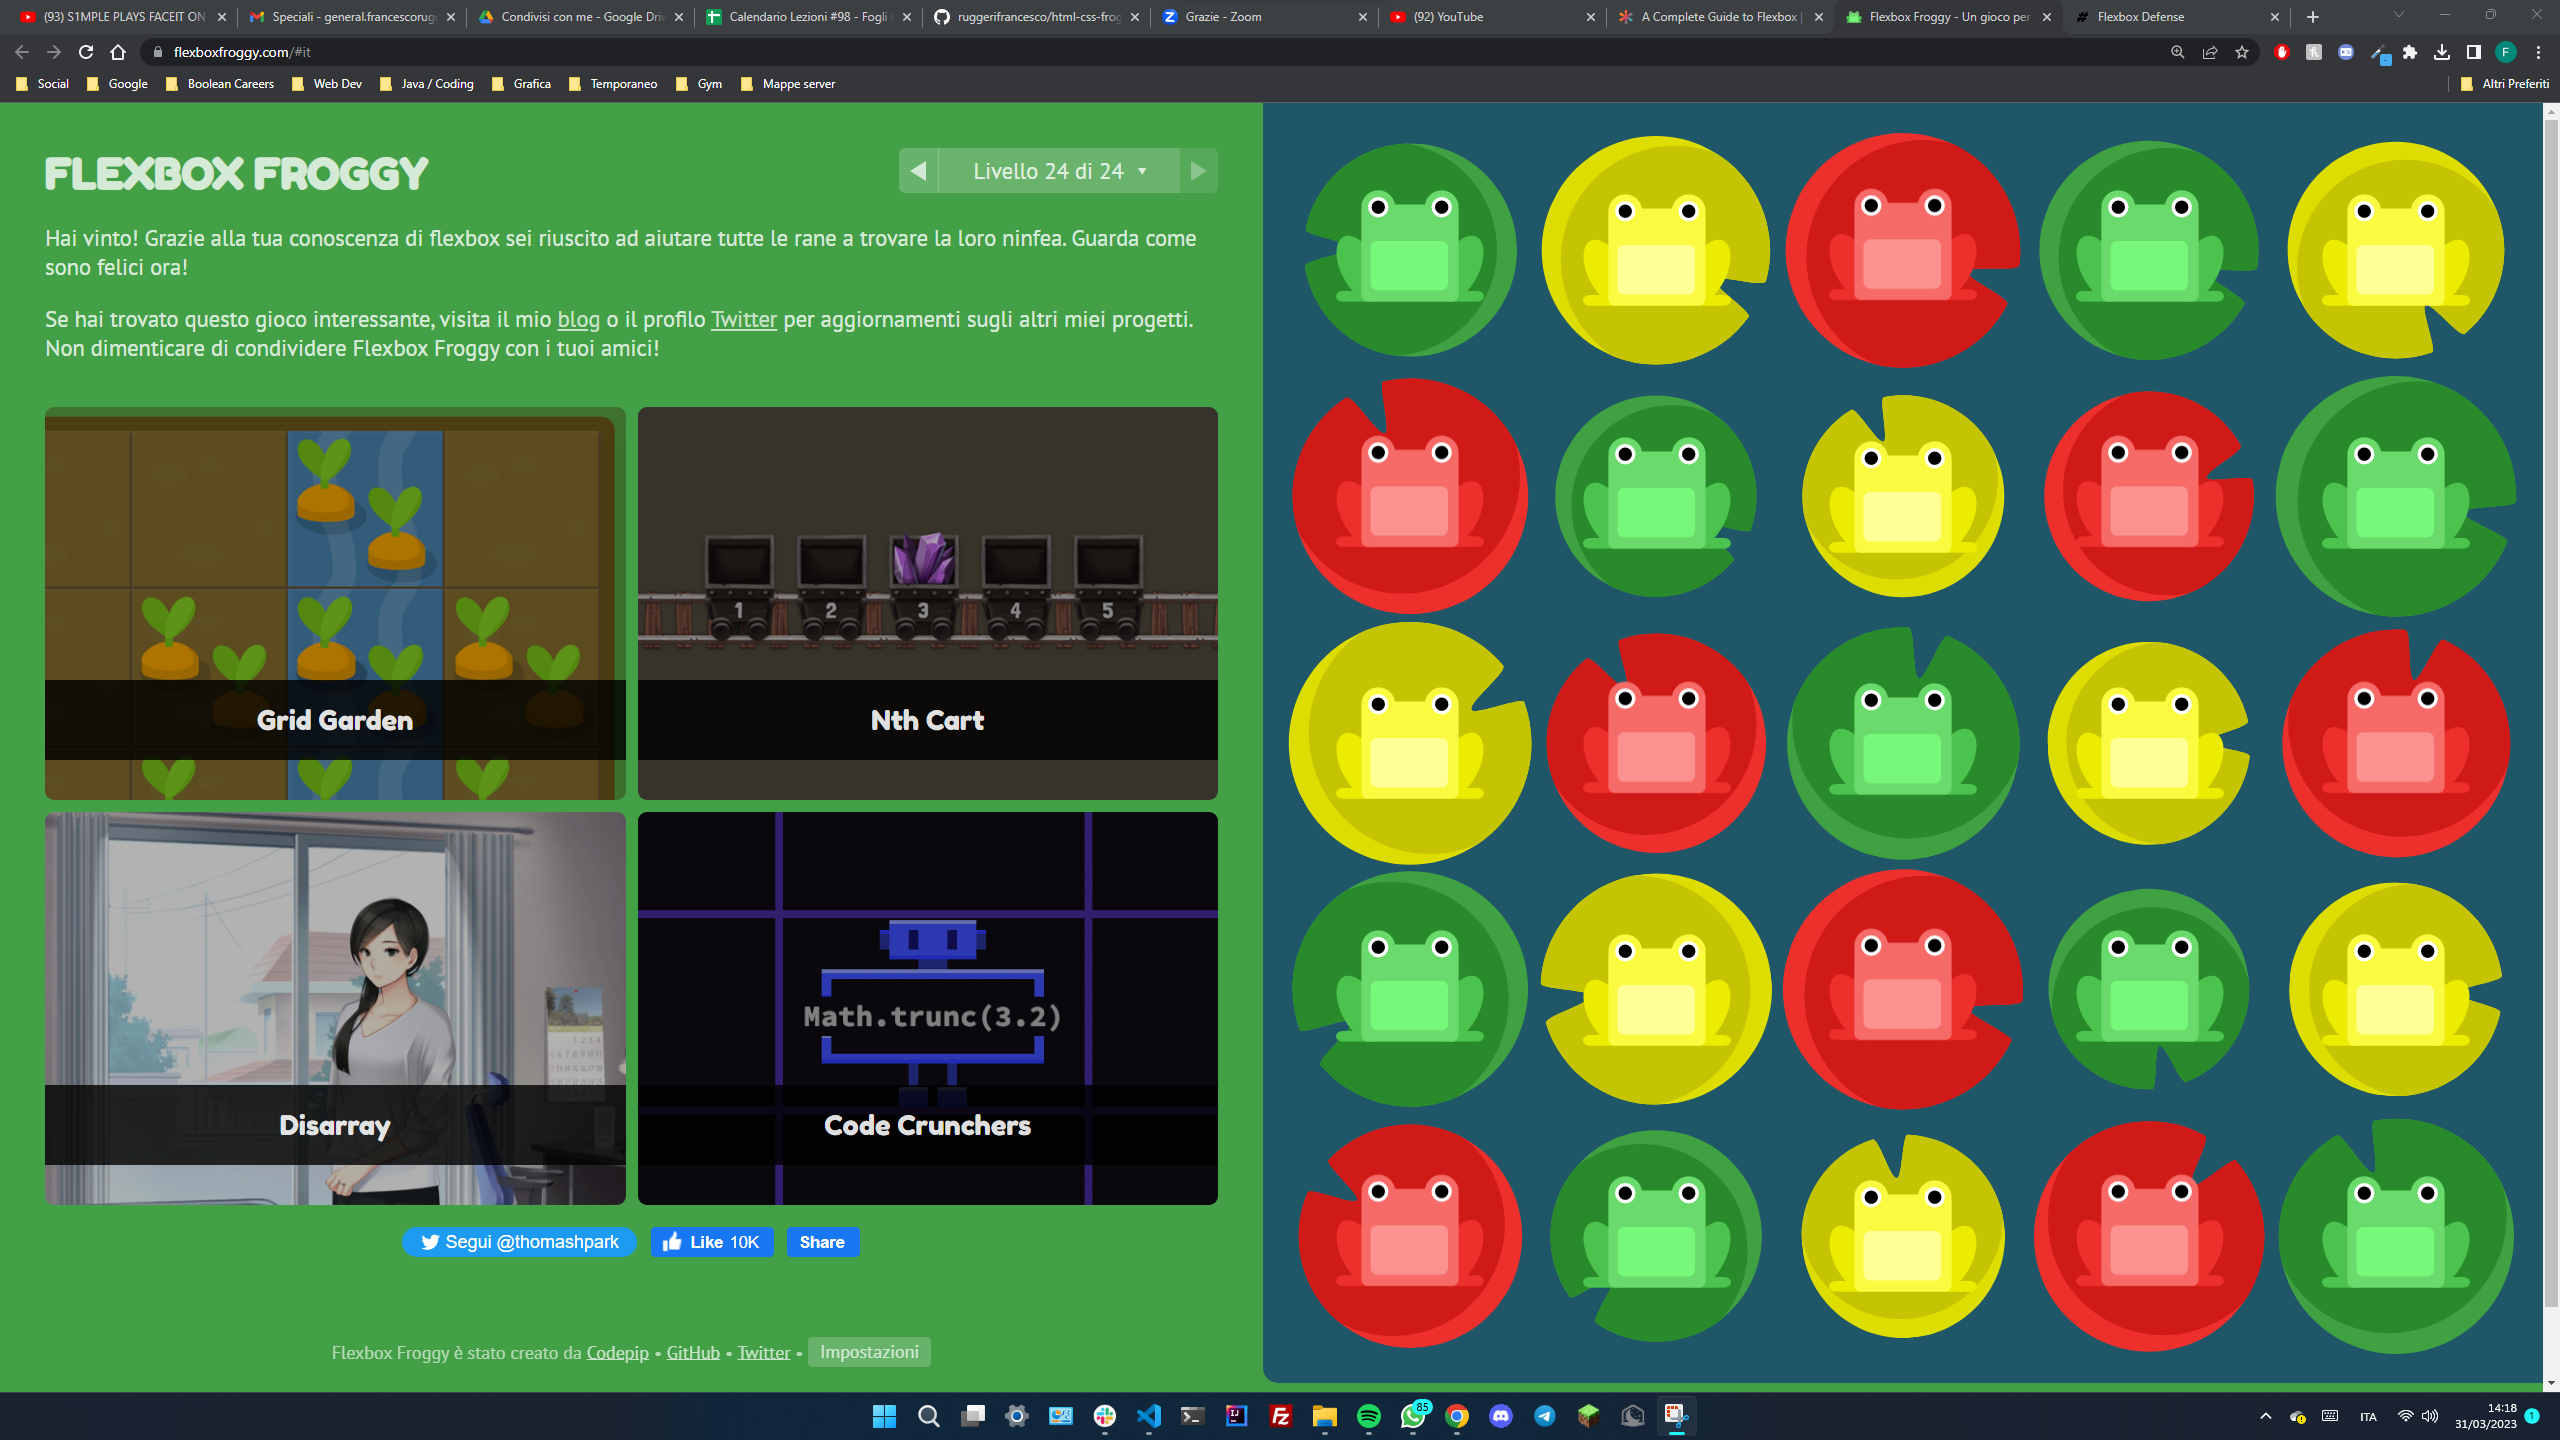 (93) S1MPLE PLAYS FACEIT ON
Speciali - general.francescorugg
Condivisi con me - Google Driv
Calendario Lezioni #98 - Fogli
ruggerifrancesco/html-css-frog
Grazie - Zoom
(92) YouTube
A Complete Guide to Flexbox |
Flexbox Froggy - Un gioco per
Flexbox Defense
flexboxfroggy.com/#it
F
Social
Google
Boolean Careers
Web Dev
Java / Coding
Grafica
Temporaneo
Gym
Mappe server
Altri Preferiti
FLEXBOX FROGGY
Livello 24 di 24
Hai vinto! Grazie alla tua conoscenza di flexbox sei riuscito ad aiutare tutte le rane a trovare la loro ninfea. Guarda come
sono felici ora!
Se hai trovato questo gioco interessante, visita il mio blog o il profilo Twitter per aggiornamenti sugli altri miei progetti.
Non dimenticare di condividere Flexbox Froggy con i tuoi amici!
1 2 3 4 5
Grid Garden
Nth Cart
Math.trunc(3.2)
Disarray
Code Crunchers
Segui @thomashpark
Like 10K
Share
Flexbox Froggy è stato creato da Codepip • GitHub • Twitter • Impostazioni
85
ITA
14:18
31/03/2023
1